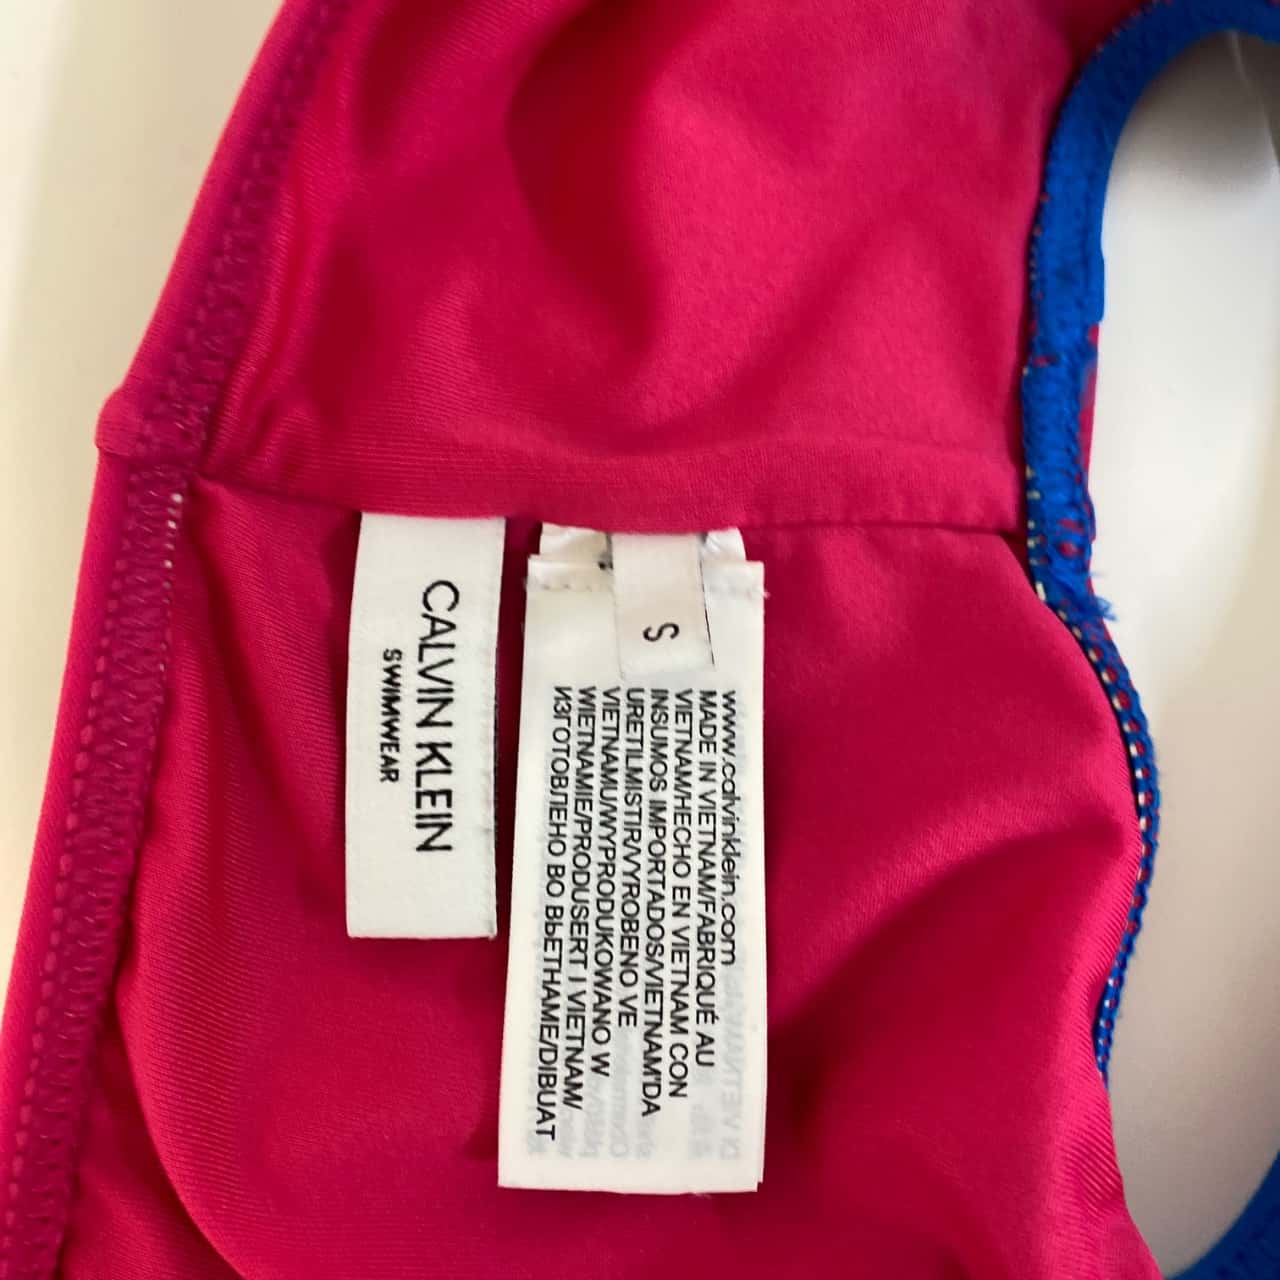 CALVIN KLEIN
SWIMWEAR
S
www.calvinklein.com
MADE IN VIETNAM/FABRIQUÉ AU
VIETNAM/HECHO EN VIETNAM CON
INSUMOS IMPORTADOS/VIETNAM'DA
URETILMISTIR/VYROBENO VE
VIETNAMU/WYPRODUKOWANO W
WIETNAMIE/PRODUSERT I VIETNAM/
ИЗГОТОВЛЕНО ВО ВЬЕТНАМЕ/DIBUAT